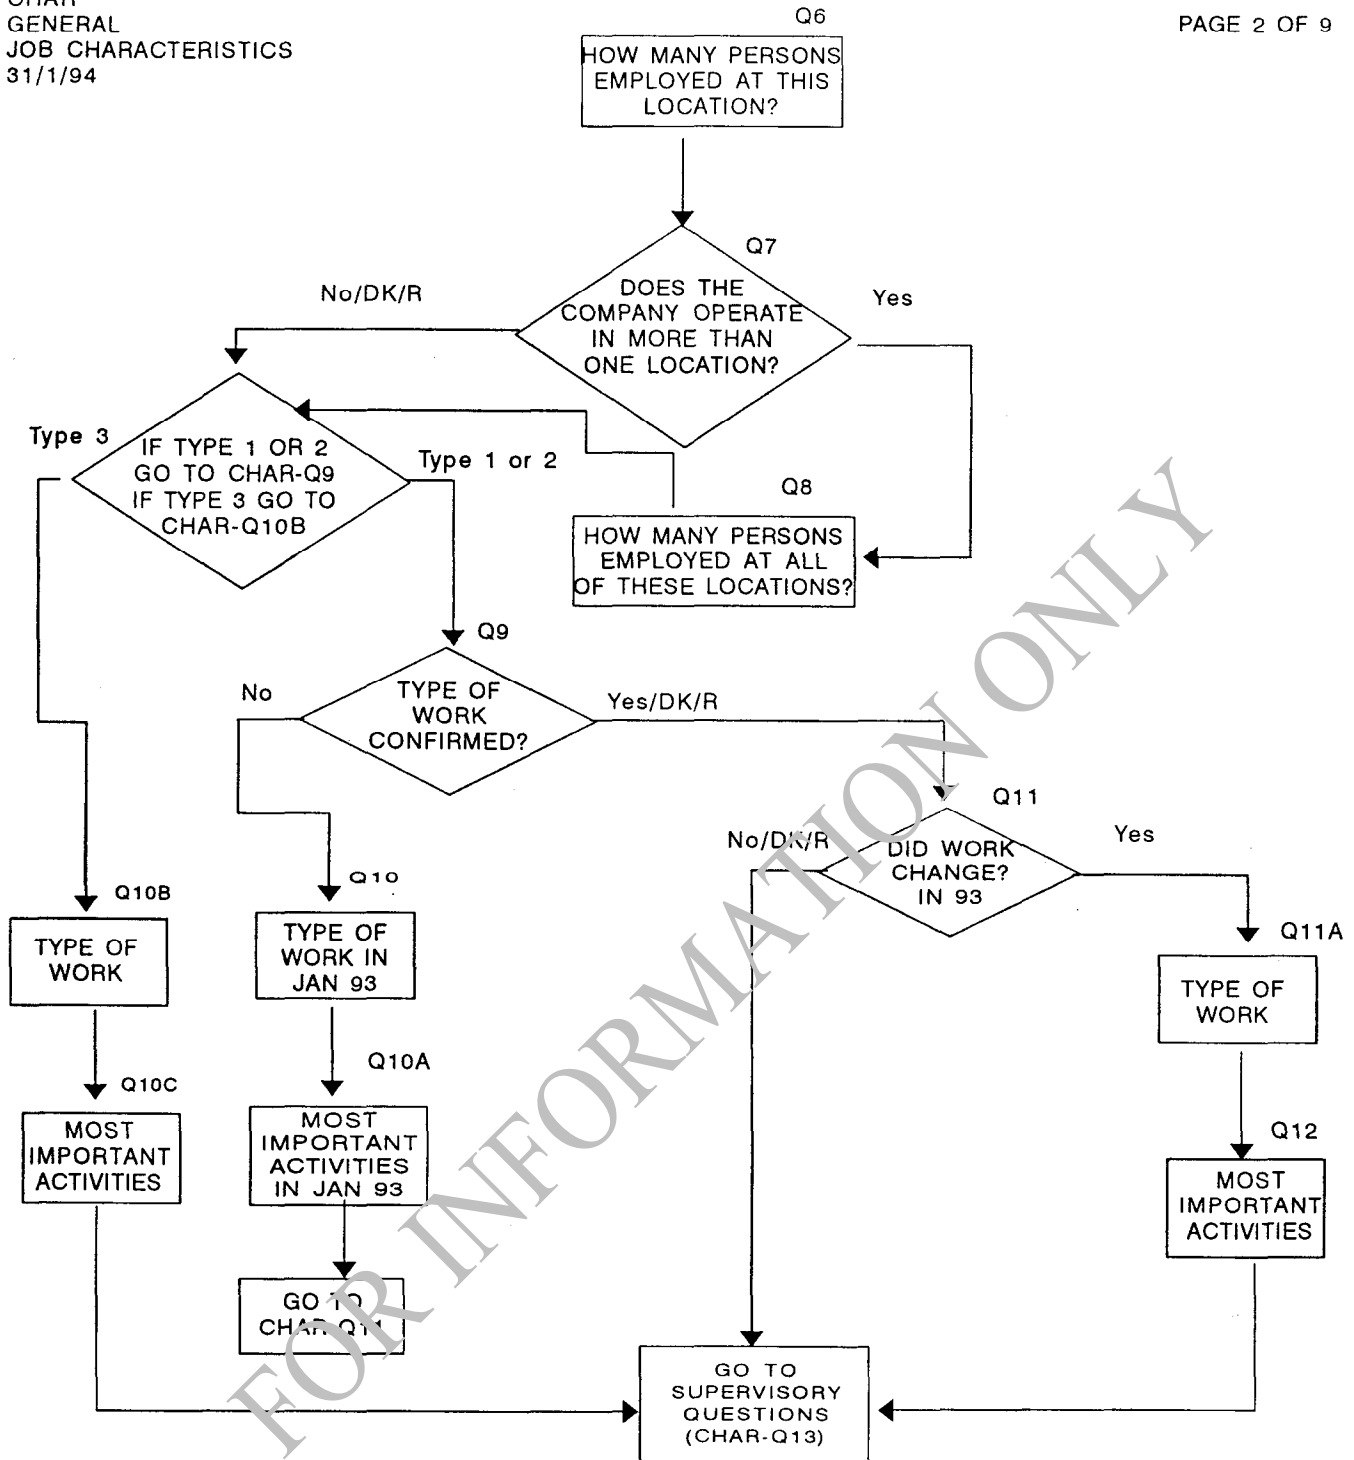 GENERAL
JOB CHARACTERISTICS
31/1/94
PAGE 2 OF 9
Q6
HOW MANY PERSONS
EMPLOYED AT THIS
LOCATION?
Q7
DOES THE
COMPANY OPERATE
IN MORE THAN
ONE LOCATION?
No/DK/R
Yes
Type 3
IF TYPE 1 OR 2
GO TO CHAR-Q9
IF TYPE 3 GO TO
CHAR-Q10B
Type 1 or 2
Q8
HOW MANY PERSONS
EMPLOYED AT ALL
OF THESE LOCATIONS?
Q9
TYPE OF
WORK
CONFIRMED?
No
Yes/DK/R
Q11
DID WORK
CHANGE?
IN 93
No/DK/R
Yes
Q10B
TYPE OF
WORK
Q10
TYPE OF
WORK IN
JAN 93
Q11A
TYPE OF
WORK
Q10C
MOST
IMPORTANT
ACTIVITIES
Q10A
MOST
IMPORTANT
ACTIVITIES
IN JAN 93
Q12
MOST
IMPORTANT
ACTIVITIES
GO TO
CHAR-Q11
GO TO
SUPERVISORY
QUESTIONS
(CHAR-Q13)
FOR INFORMATION ONLY